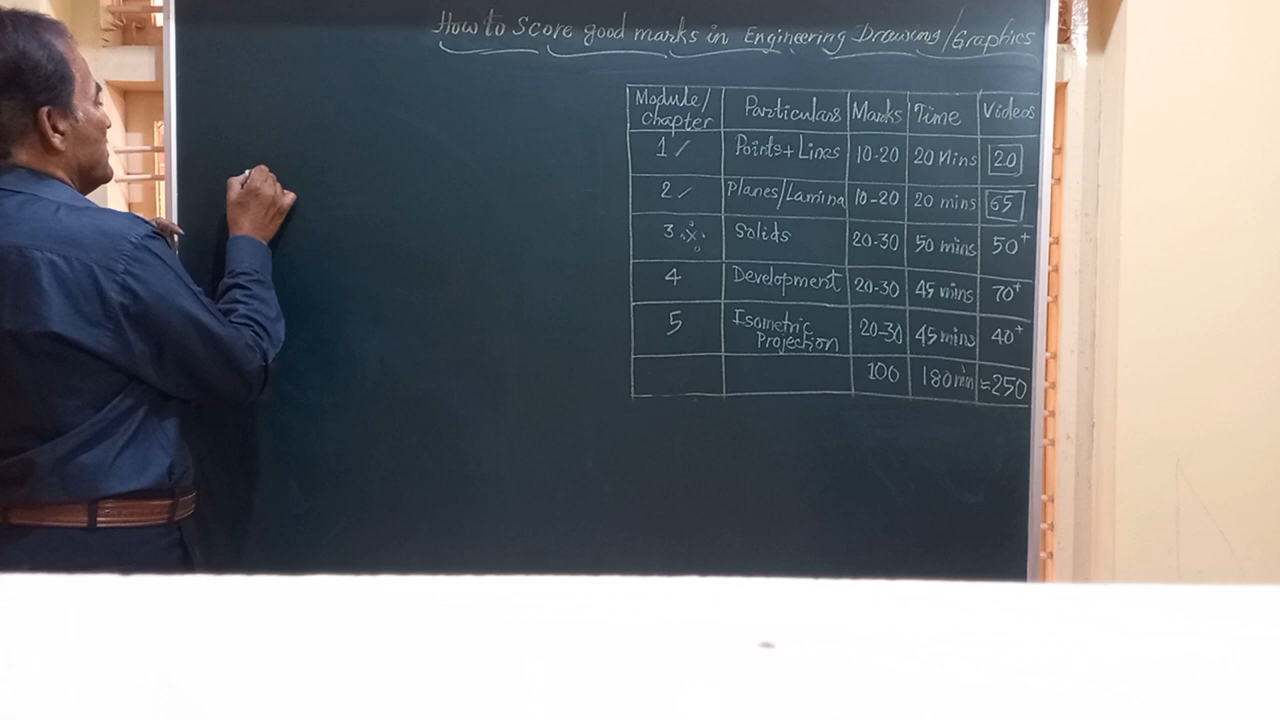 How to Score good marks in Engineering Drawing/Graphics
Module/ Chapter Particulars Marks Time Videos
1 ✓ Points+Lines 10-20 20 Mins 20
2 ✓ Planes/Lamina 10-20 20 mins 65
3 Solids 20-30 50 mins 50+
4 Development 20-30 45 mins 70+
5 Isometric Projection 20-30 45 mins 40+
100 180 min ≈250